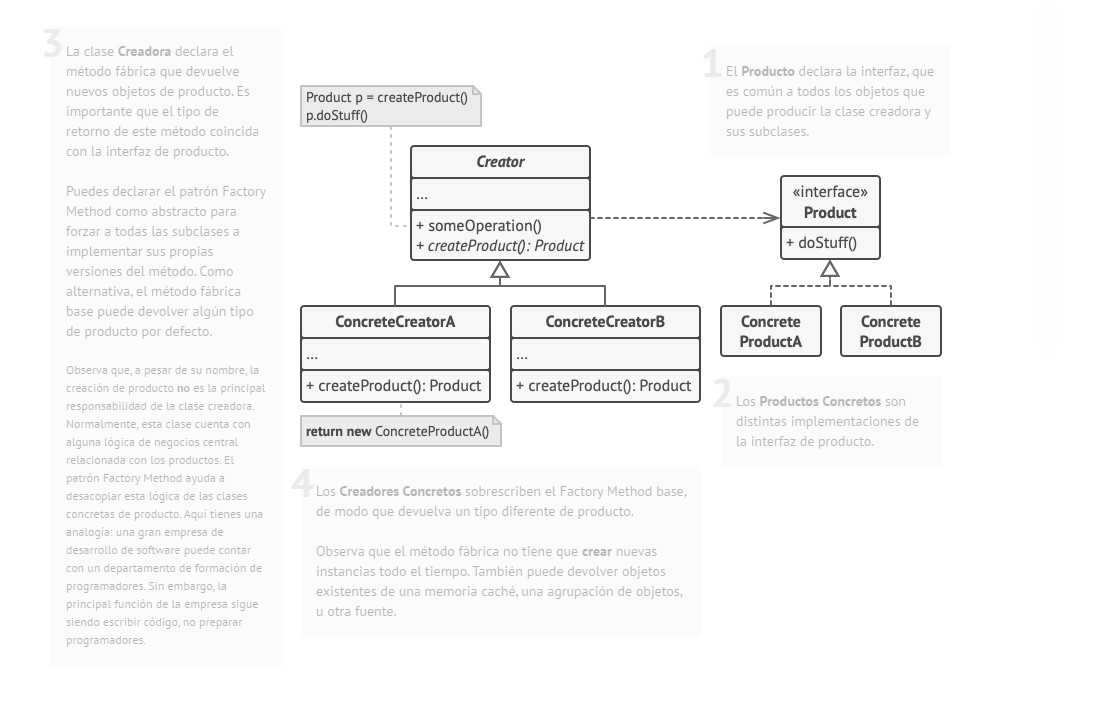 3
La clase Creadora declara el
método fábrica que devuelve
nuevos objetos de producto. Es
importante que el tipo de
retorno de este método coincida
con la interfaz de producto.
Puedes declarar el patrón Factory
Method como abstracto para
forzar a todas las subclases a
implementar sus propias
versiones del método. Como
alternativa, el método fábrica
base puede devolver algún tipo
de producto por defecto.
Observa que, a pesar de su nombre, la
creación de producto no es la principal
responsabilidad de la clase creadora.
Normalmente, esta clase cuenta con
alguna lógica de negocios central
relacionada con los productos. El
patrón Factory Method ayuda a
desacoplar esta lógica de las clases
concretas de producto. Aquí tienes una
analogía: una gran empresa de
desarrollo de software puede contar
con un departamento de formación de
programadores. Sin embargo, la
principal función de la empresa sigue
siendo escribir código, no preparar
programadores.
Product p = createProduct()
p.doStuff()
Creator
...
+ someOperation()
+ createProduct(): Product
ConcreteCreatorA
...
+ createProduct(): Product
ConcreteCreatorB
...
+ createProduct(): Product
return new ConcreteProductA()
1
El Producto declara la interfaz, que
es común a todos los objetos que
puede producir la clase creadora y
sus subclases.
«interface»
Product
+ doStuff()
Concrete
ProductA
Concrete
ProductB
2
Los Productos Concretos son
distintas implementaciones de
la interfaz de producto.
4
Los Creadores Concretos sobrescriben el Factory Method base,
de modo que devuelva un tipo diferente de producto.
Observa que el método fábrica no tiene que crear nuevas
instancias todo el tiempo. También puede devolver objetos
existentes de una memoria caché, una agrupación de objetos,
u otra fuente.